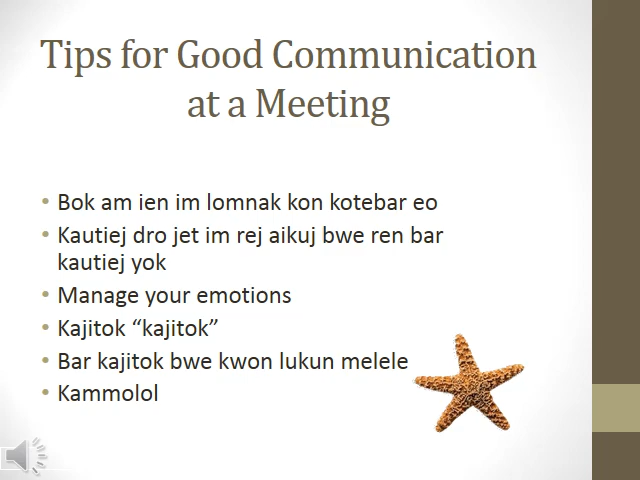 Tips for Good Communication
at a Meeting
• Bok am ien im lomnak kon kotebar eo
• Kautiej dro jet im rej aikuj bwe ren bar
kautiej yok
• Manage your emotions
• Kajitok “kajitok”
• Bar kajitok bwe kwon lukun melele
• Kammolol